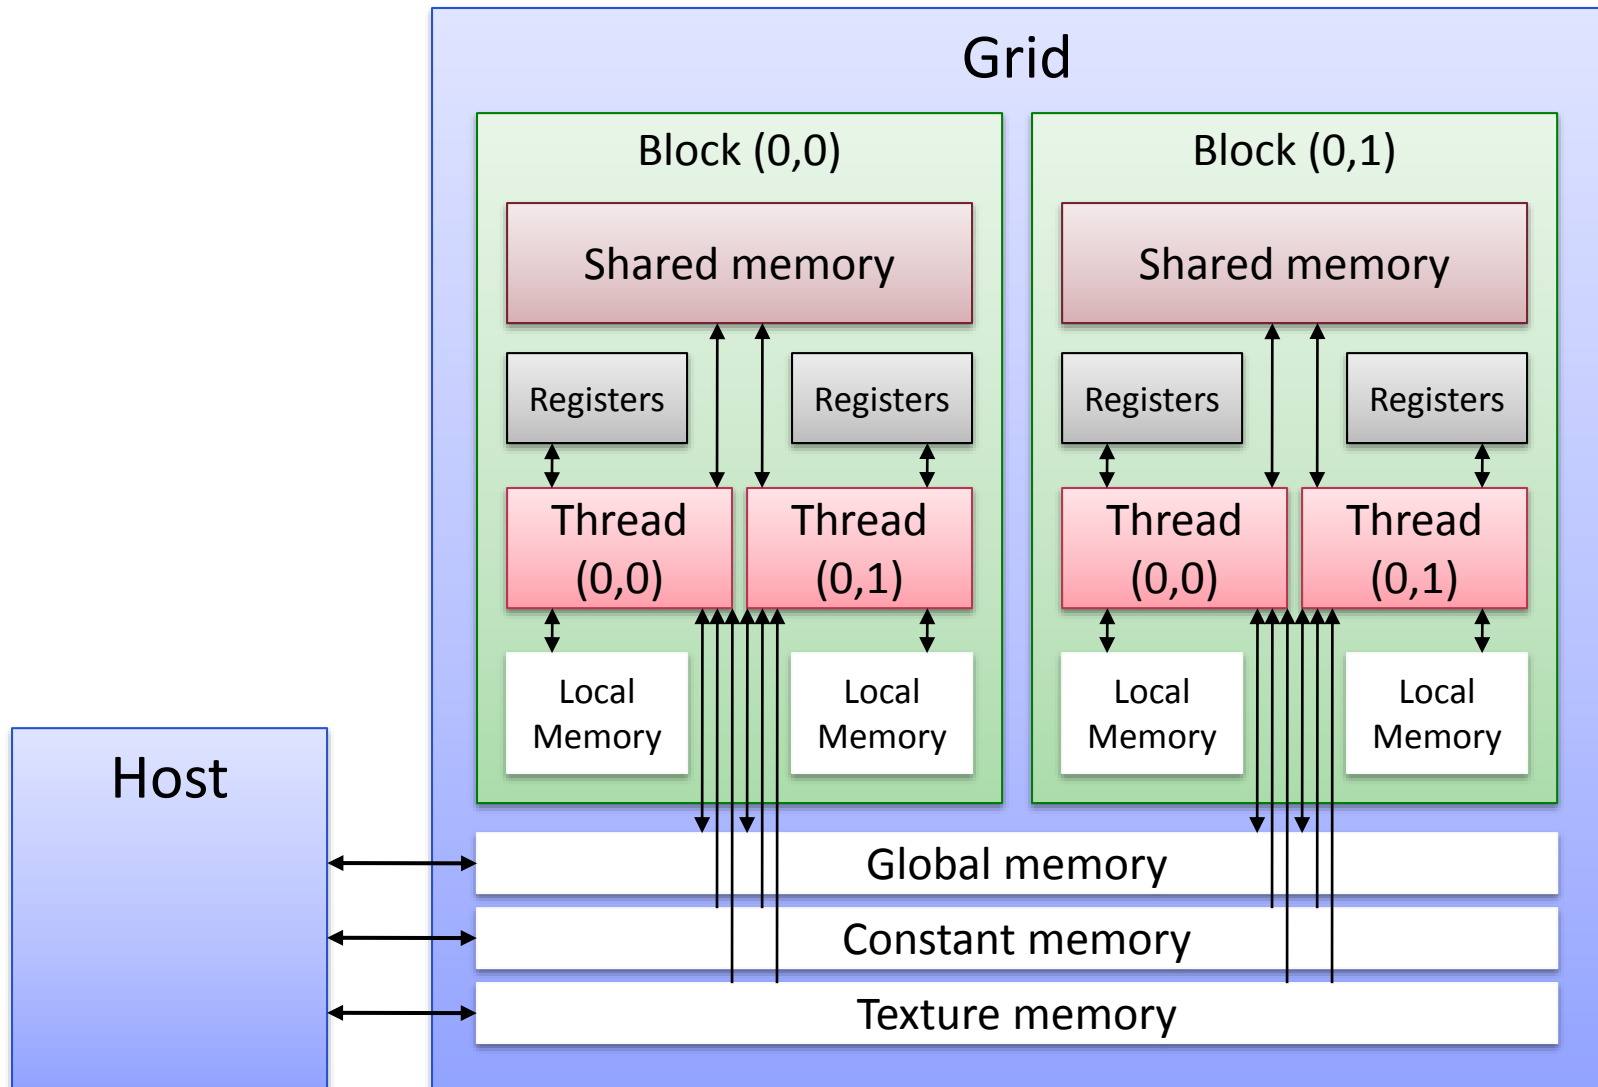 Grid
Block (0,0)
Block (0,1)
Shared memory
Shared memory
Registers
Registers
Registers
Registers
Thread
(0,0)
Thread
(0,1)
Thread
(0,0)
Thread
(0,1)
Local
Memory
Local
Memory
Local
Memory
Local
Memory
Host
Global memory
Constant memory
Texture memory